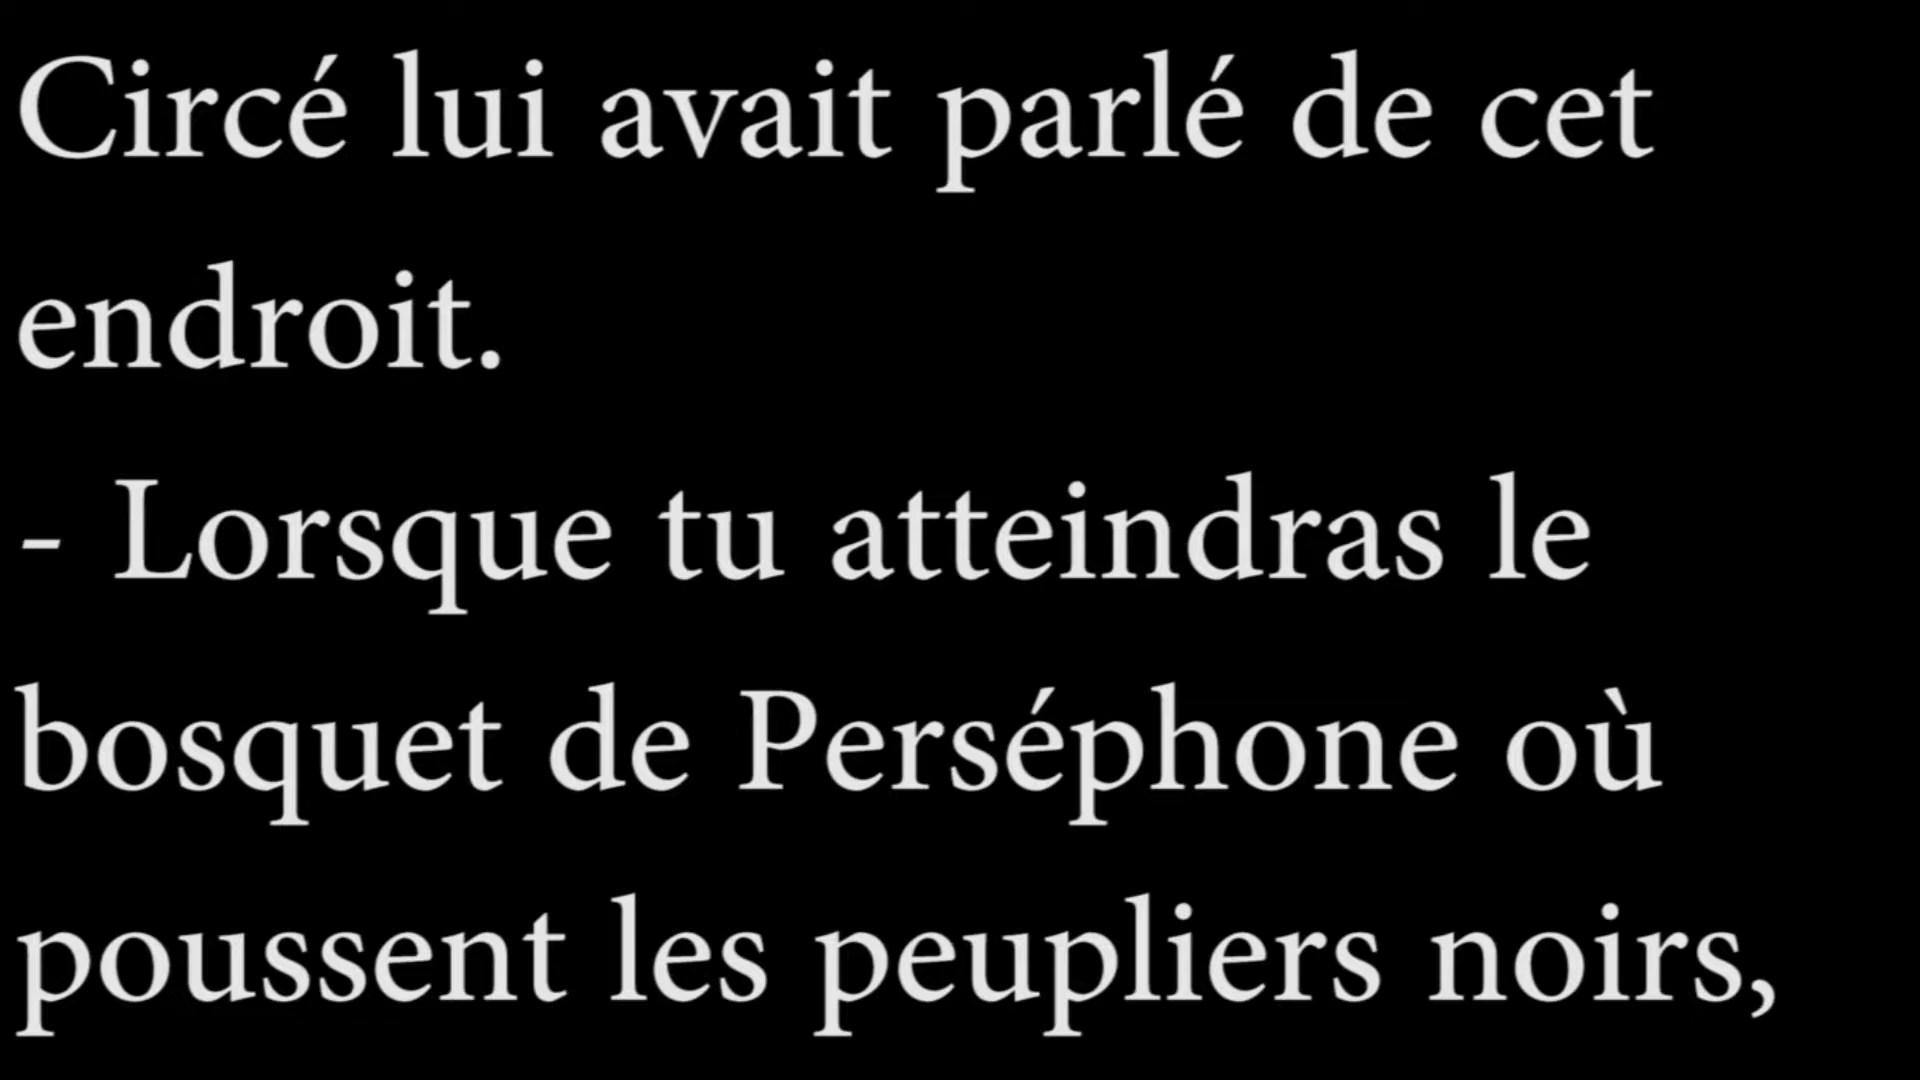 Circé lui avait parlé de cet
endroit.
- Lorsque tu atteindras le
bosquet de Perséphone où
poussent les peupliers noirs,